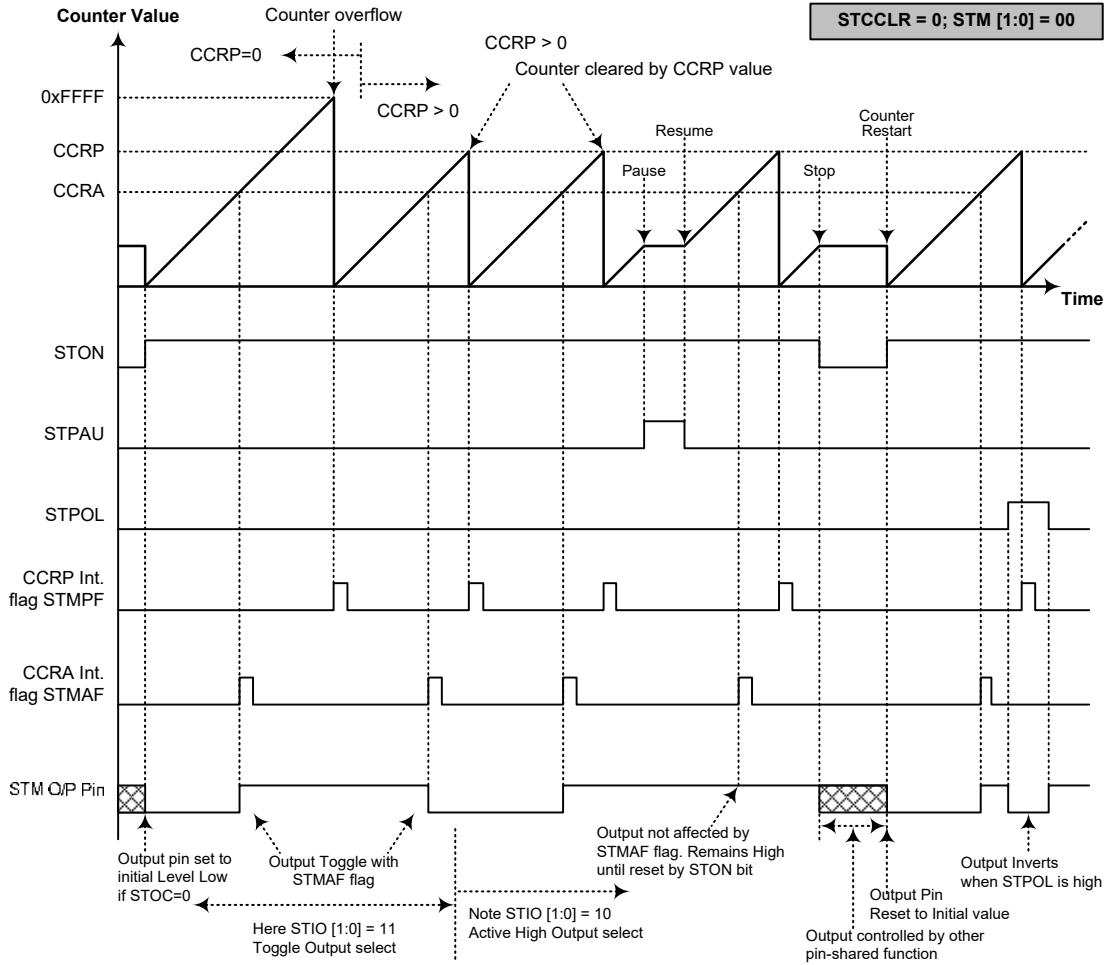 Counter Value
Counter overflow
STCCLR = 0; STM [1:0] = 00
CCRP=0
CCRP > 0
CCRP > 0
Counter cleared by CCRP value
0xFFFF
CCRP
CCRA
Pause
Resume
Stop
Counter
Restart
Time
STON
STPAU
STPOL
CCRP Int.
flag STMPF
CCRA Int.
flag STMAF
STM O/P Pin
Output pin set to
initial Level Low
if STOC=0
Output Toggle with
STMAF flag
Here STIO [1:0] = 11
Toggle Output select
Note STIO [1:0] = 10
Active High Output select
Output not affected by
STMAF flag. Remains High
until reset by STON bit
Output Pin
Reset to Initial value
Output controlled by other
pin-shared function
Output Inverts
when STPOL is high